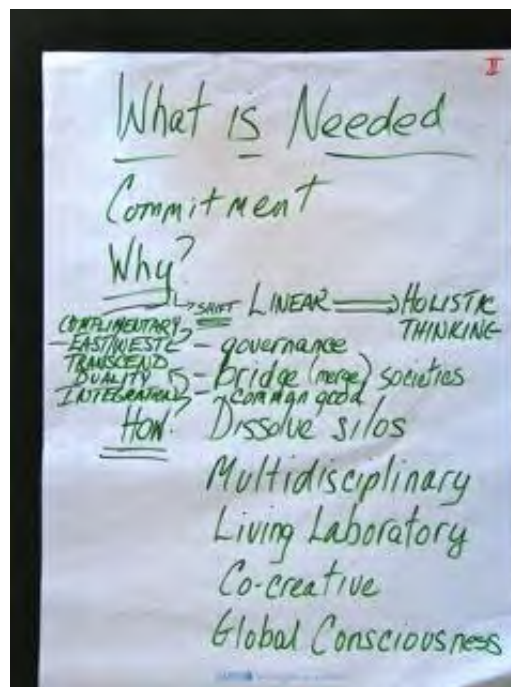 II
What is Needed
Commitment
Why?
SHIFT LINEAR HOLISTIC
THINKING
COMPLIMENTARY
EAST/WEST
TRANSCEND
DUALITY
INTEGRATION
- governance
- bridge (merge) societies
- common good
HOW? Dissolve silos
Multidisciplinary
Living Laboratory
Co-creative
Global Consciousness